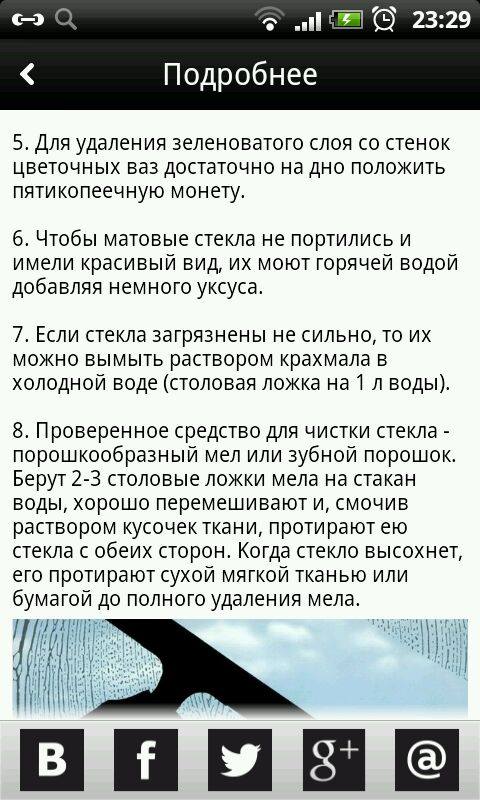 23:29
Подробнее
5. Для удаления зеленоватого слоя со стенок
цветочных ваз достаточно на дно положить
пятикопеечную монету.
6. Чтобы матовые стекла не портились и
имели красивый вид, их моют горячей водой
добавляя немного уксуса.
7. Если стекла загрязнены не сильно, то их
можно вымыть раствором крахмала в
холодной воде (столовая ложка на 1 л воды).
8. Проверенное средство для чистки стекла -
порошкообразный мел или зубной порошок.
Берут 2-3 столовые ложки мела на стакан
воды, хорошо перемешивают и, смочив
раствором кусочек ткани, протирают ею
стекла с обеих сторон. Когда стекло высохнет,
его протирают сухой мягкой тканью или
бумагой до полного удаления мела.
B f g+ @